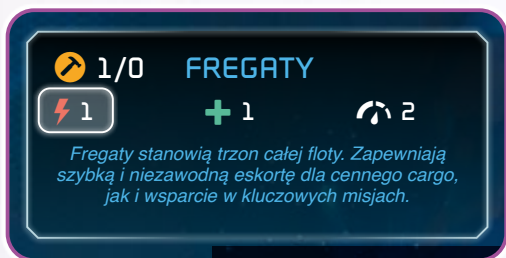 1/0 FREGATY
1 1 2
Fregaty stanowią trzon całej floty. Zapewniają
szybką i niezawodną eskortę dla cennego cargo,
jak i wsparcie w kluczowych misjach.